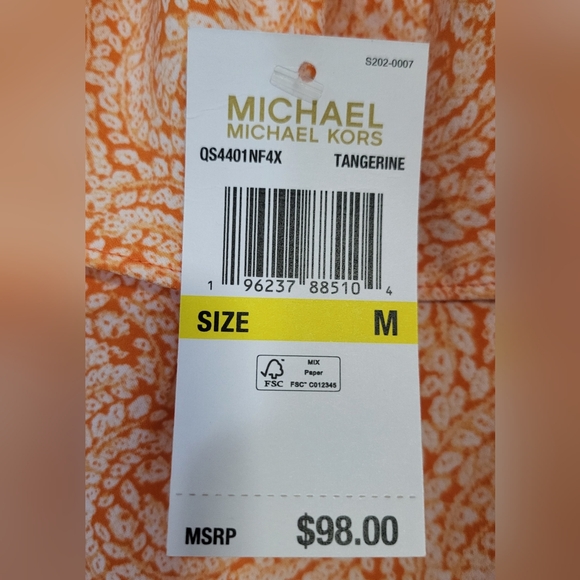 S202-0007
MICHAEL
MICHAEL KORS
QS4401NF4X TANGERINE
1 96237 88510 4
SIZE M
MIX
Paper
FSC FSC™ C012345
MSRP $98.00